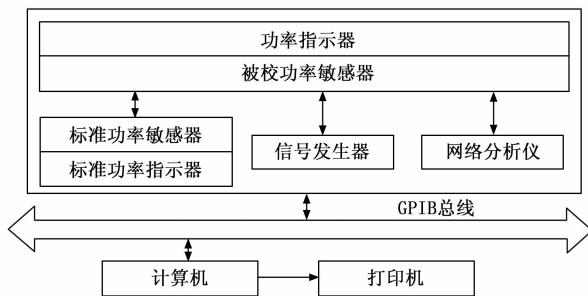 功率指示器
被校功率敏感器
标准功率敏感器
标准功率指示器
信号发生器
网络分析仪
GPIB总线
计算机
打印机